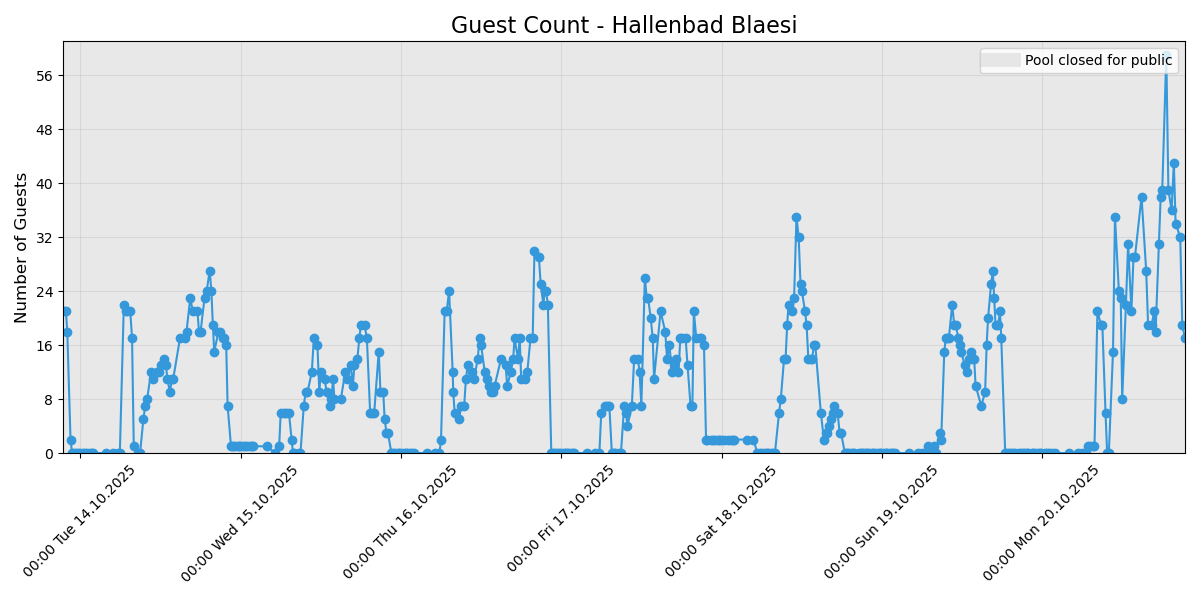 Guest Count - Hallenbad Blaesi
Pool closed for public
Number of Guests
56
48
40
32
24
16
8
0
00:00 Tue 14.10.2025
00:00 Wed 15.10.2025
00:00 Thu 16.10.2025
00:00 Fri 17.10.2025
00:00 Sat 18.10.2025
00:00 Sun 19.10.2025
00:00 Mon 20.10.2025